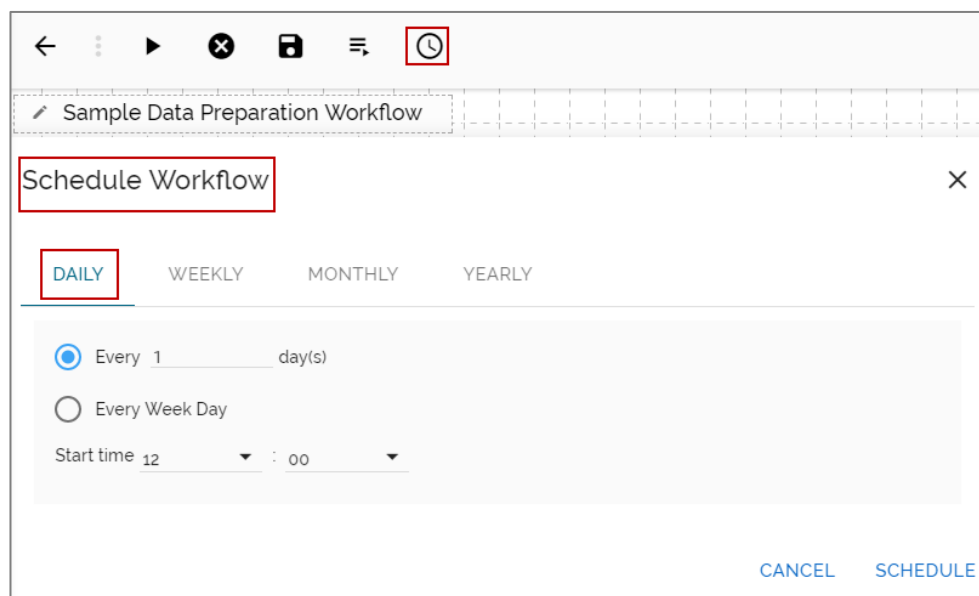 Sample Data Preparation Workflow
Schedule Workflow
DAILY WEEKLY MONTHLY YEARLY
Every 1 day(s)
Every Week Day
Start time 12 : 00
CANCEL SCHEDULE